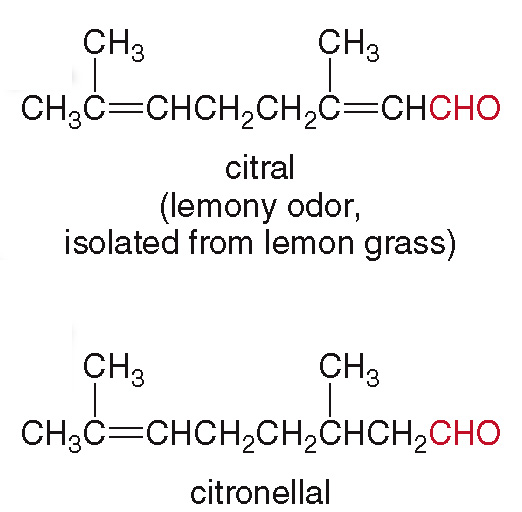 CH₃ CH₃
CH₃C=CHCH₂CH₂C=CHCHO
citral
(lemony odor,
isolated from lemon grass)
CH₃ CH₃
CH₃C=CHCH₂CH₂CHCH₂CHO
citronellal